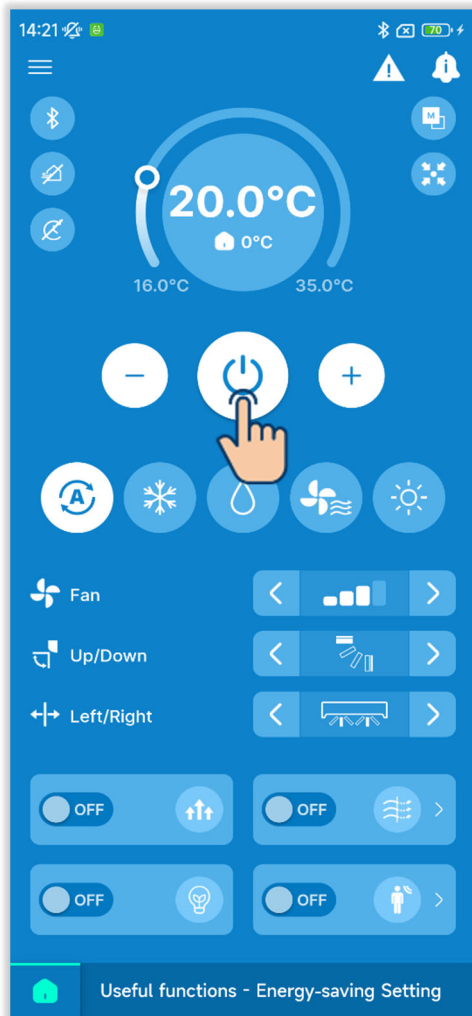 14:21
70
M
20.0°C
0°C
16.0°C
35.0°C
A
Fan
Up/Down
Left/Right
OFF
OFF
OFF
OFF
Useful functions - Energy-saving Setting